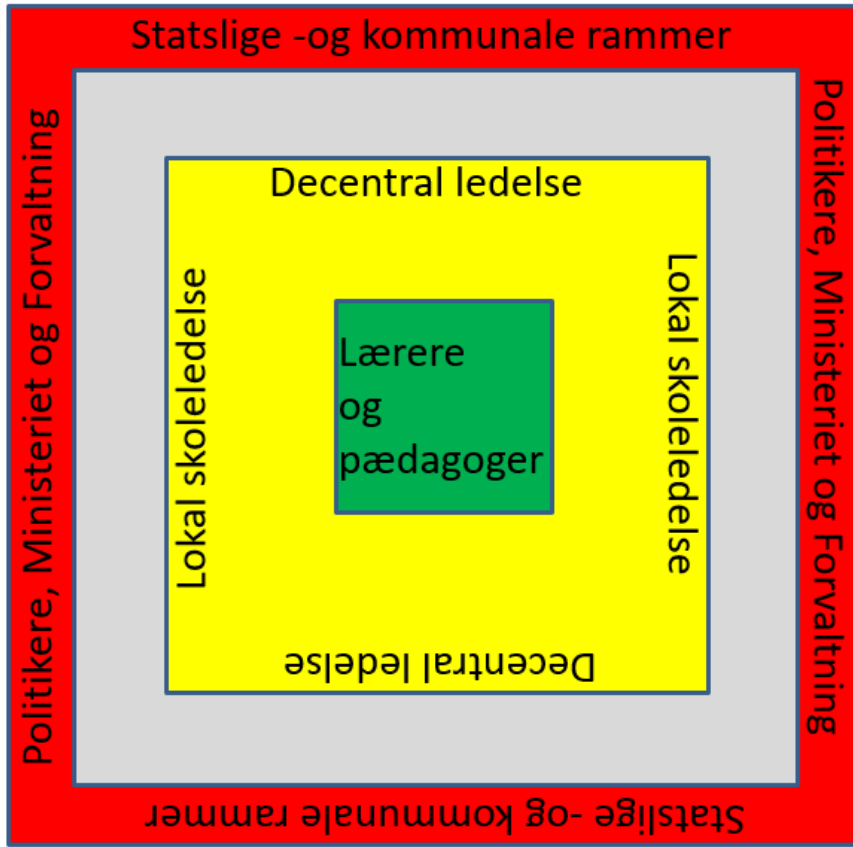 Statslige -og kommunale rammer
Politikere, Ministeriet og Forvaltning
Politikere, Ministeriet og Forvaltning
Decentral ledelse
Lokal skoleledelse
Lokal skoleledelse
Lærere
og
pædagoger
Decentral ledelse
Statslige -og kommunale rammer